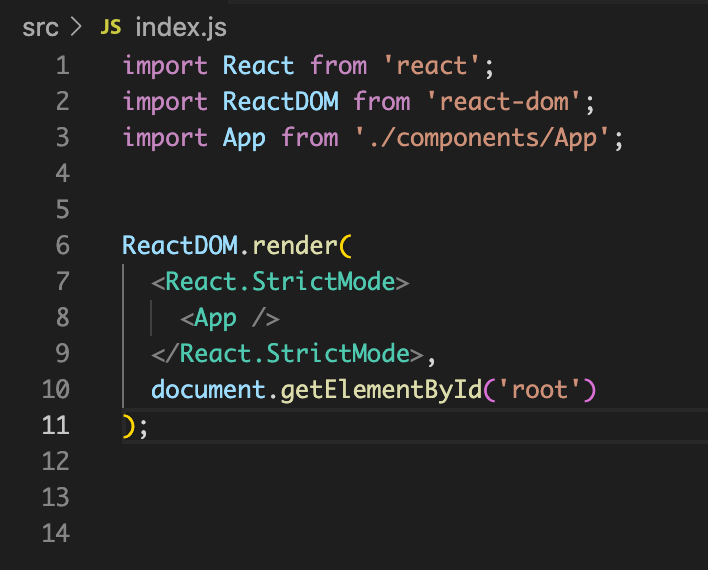 src > JS index.js
1 import React from 'react';
2 import ReactDOM from 'react-dom';
3 import App from './components/App';
4
5
6 ReactDOM.render(
7 <React.StrictMode>
8 <App />
9 </React.StrictMode>,
10 document.getElementById('root')
11 );
12
13
14